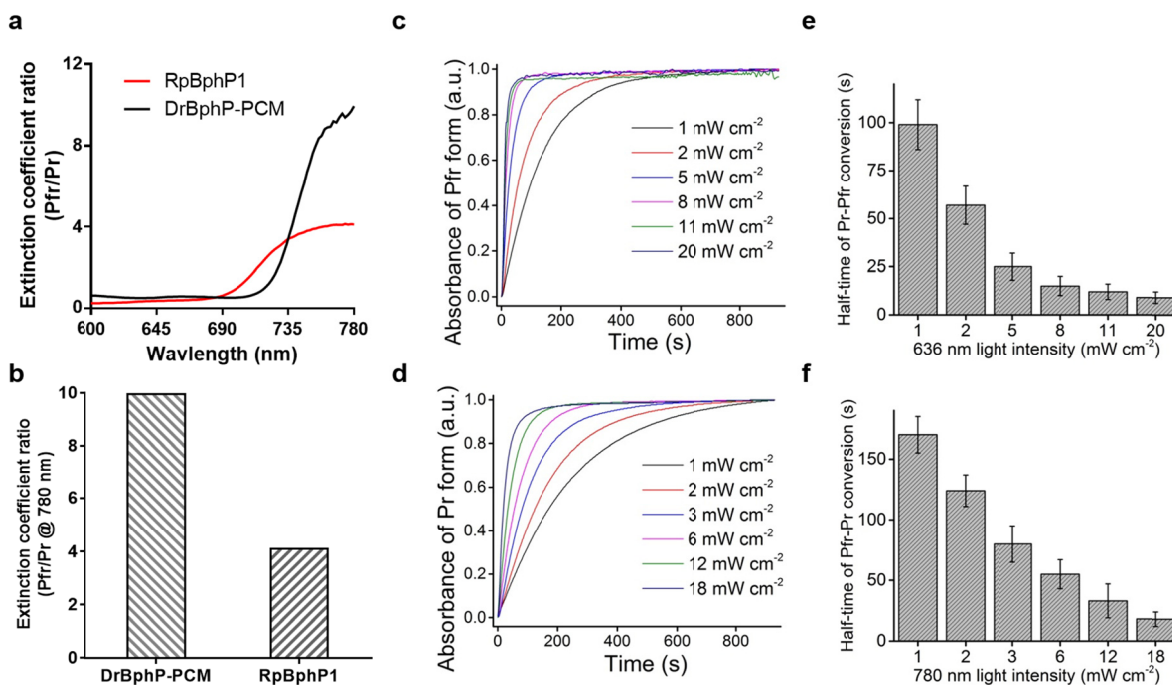 a
Extinction coefficient ratio
(Pfr/Pr)
12
8
4
0
RpBphP1
DrBphP-PCM
600 645 690 735 780
Wavlength (nm)
b
Extinction coefficient ratio
(Pfr/Pr @ 780 nm)
10
8
6
4
2
0
DrBphP-PCM RpBphP1
c
Absorbance of Pfr form (a.u.)
1.0
0.8
0.6
0.4
0.2
0.0
1 mW cm-2
2 mW cm-2
5 mW cm-2
8 mW cm-2
11 mW cm-2
20 mW cm-2
0 200 400 600 800
Time (s)
d
Absorbance of Pr form (a.u.)
1.0
0.8
0.6
0.4
0.2
0.0
1 mW cm-2
2 mW cm-2
3 mW cm-2
6 mW cm-2
12 mW cm-2
18 mW cm-2
0 200 400 600 800
Time (s)
e
Half-time of Pr-Pfr conversion (s)
100
75
50
25
0
1 2 5 8 11 20
636 nm light intensity (mW cm-2)
f
Half-time of Pfr-Pr conversion (s)
150
100
50
0
1 2 3 6 12 18
780 nm light intensity (mW cm-2)